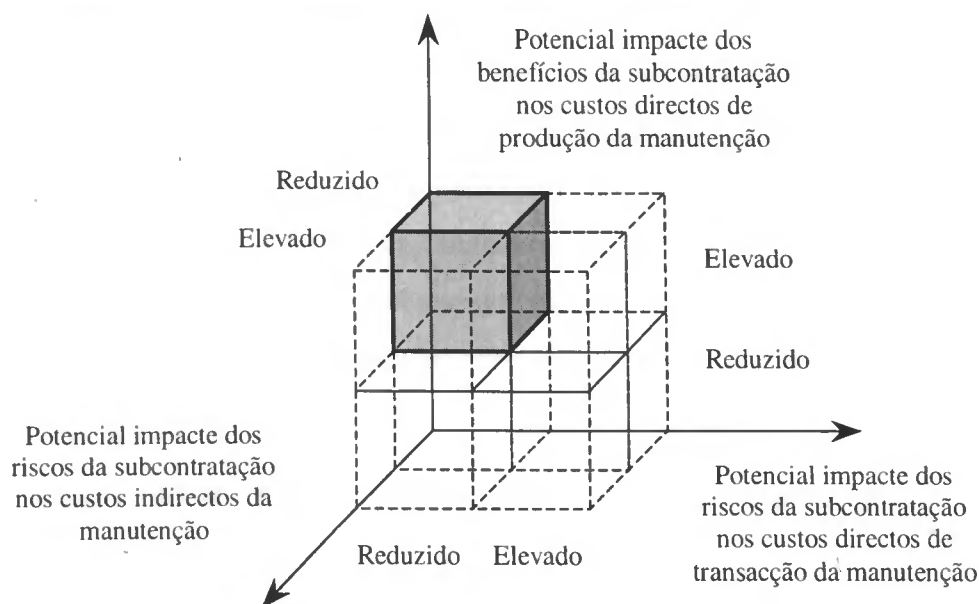 Potencial impacte dos
benefícios da subcontratação
nos custos directos de
produção da manutenção
Reduzido
Elevado
Elevado
Reduzido
Potencial impacte dos
riscos da subcontratação
nos custos indirectos da
manutenção
Potencial impacte dos
riscos da subcontratação
nos custos directos de
transacção da manutenção
Reduzido
Elevado